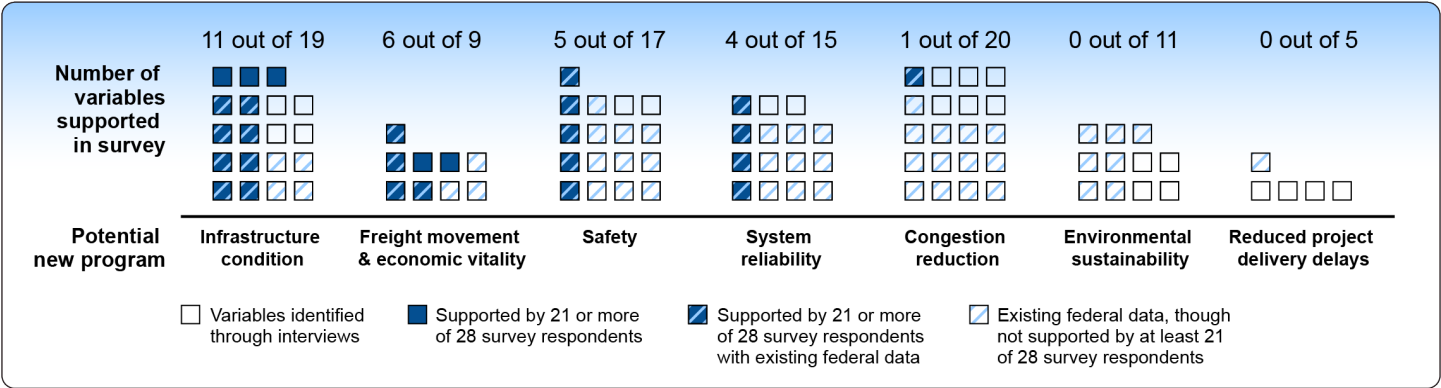 11 out of 19
6 out of 9
5 out of 17
4 out of 15
1 out of 20
0 out of 11
0 out of 5
Number of
variables
supported
in survey
Potential
new program
Infrastructure
condition
Freight movement
& economic vitality
Safety
System
reliability
Congestion
reduction
Environmental
sustainability
Reduced project
delivery delays
Variables identified
through interviews
Supported by 21 or more
of 28 survey respondents
Supported by 21 or more
of 28 survey respondents
with existing federal data
Existing federal data, though
not supported by at least 21
of 28 survey respondents